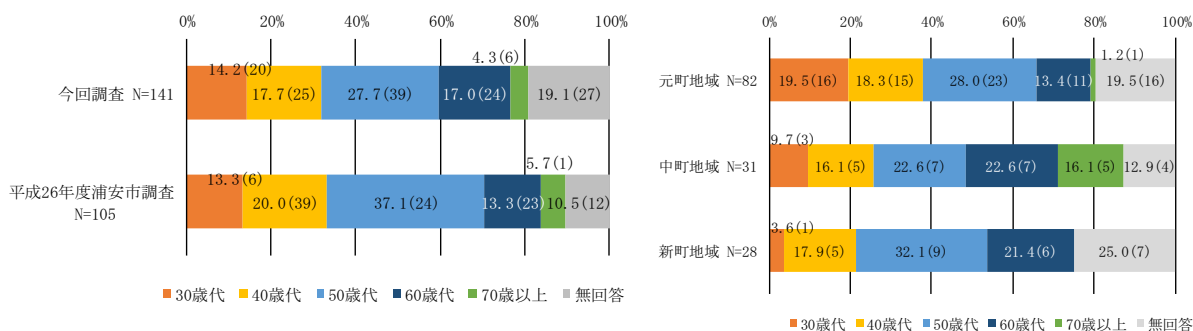 0% 20% 40% 60% 80% 100%
今回調査 N=141
14.2(20) 17.7(25) 27.7(39) 17.0(24) 4.3(6) 19.1(27)
平成26年度浦安市調査
N=105
13.3(6) 20.0(39) 37.1(24) 13.3(23) 5.7(1) 10.5(12)
30歳代 40歳代 50歳代 60歳代 70歳以上 無回答
0% 20% 40% 60% 80% 100%
元町地域 N=82
19.5(16) 18.3(15) 28.0(23) 13.4(11) 1.2(1) 19.5(16)
中町地域 N=31
9.7(3) 16.1(5) 22.6(7) 22.6(7) 16.1(5) 12.9(4)
新町地域 N=28
3.6(1) 17.9(5) 32.1(9) 21.4(6) 25.0(7)
30歳代 40歳代 50歳代 60歳代 70歳以上 無回答